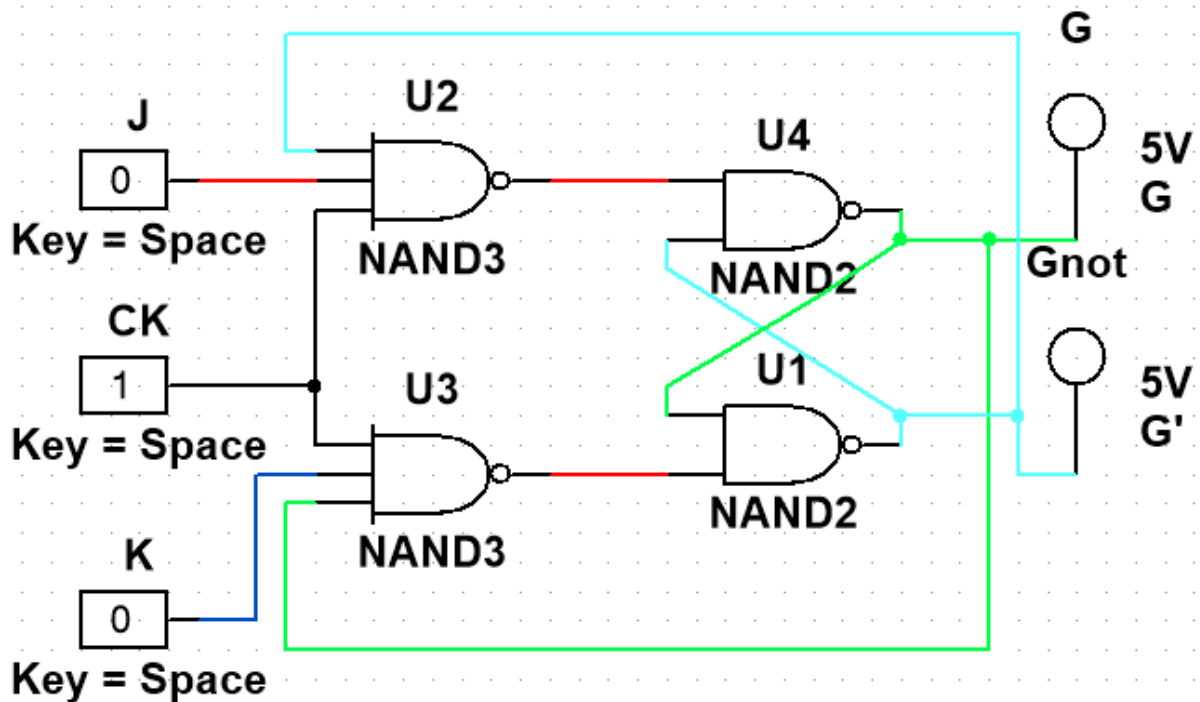 G
J
U2
U4
0
5V
G
Key = Space
NAND3
NAND2
Gnot
CK
1
U3
U1
5V
G'
Key = Space
NAND2
K
NAND3
0
Key = Space